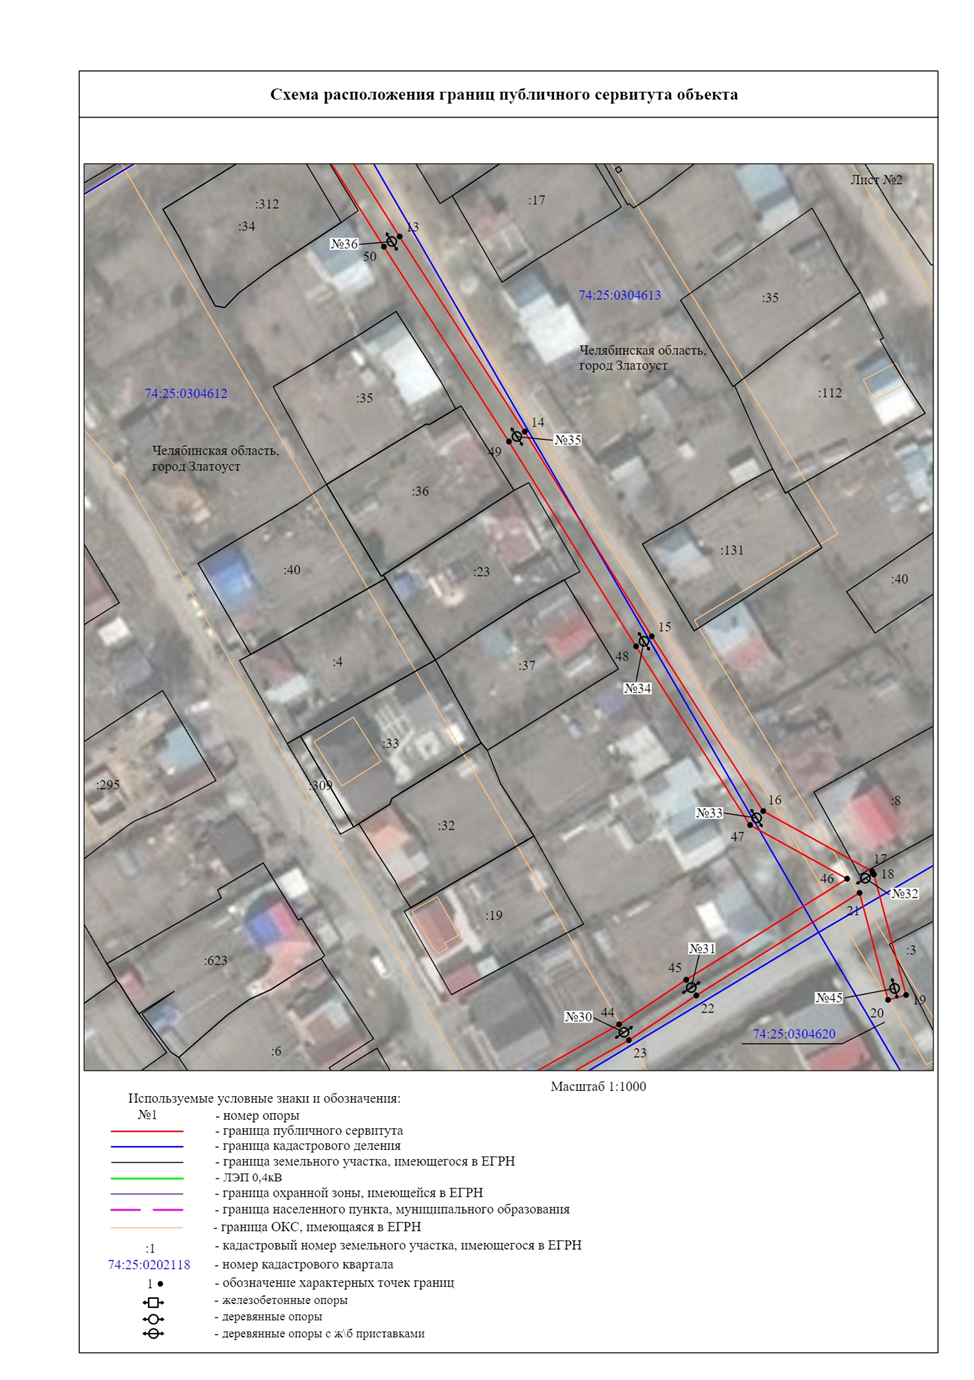 Схема расположения границ публичного сервитута объекта
Лист №2
:312
:34
:17
№36
13
50
74:25:0304613
:35
Челябинская область,
город Златоуст
74:25:0304612
:35
:112
14
№35
49
Челябинская область,
город Златоуст
:36
:131
:40
:23
:40
15
48
:4
:37
№34
:33
:295
:309
16
:8
№33
47
:32
17
18
46
№32
21
:19
№31
:3
:623
45
№45
19
22
20
44
№30
74:25:0304620
23
:6
Масштаб 1:1000
Используемые условные знаки и обозначения:
№1 - номер опоры
- граница публичного сервитута
- граница кадастрового деления
- граница земельного участка, имеющегося в ЕГРН
- ЛЭП 0,4кВ
- граница охранной зоны, имеющейся в ЕГРН
- граница населенного пункта, муниципального образования
- граница ОКС, имеющаяся в ЕГРН
:1 - кадастровый номер земельного участка, имеющегося в ЕГРН
74:25:0202118 - номер кадастрового квартала
1 - обозначение характерных точек границ
- железобетонные опоры
- деревянные опоры
- деревянные опоры с ж\б приставками